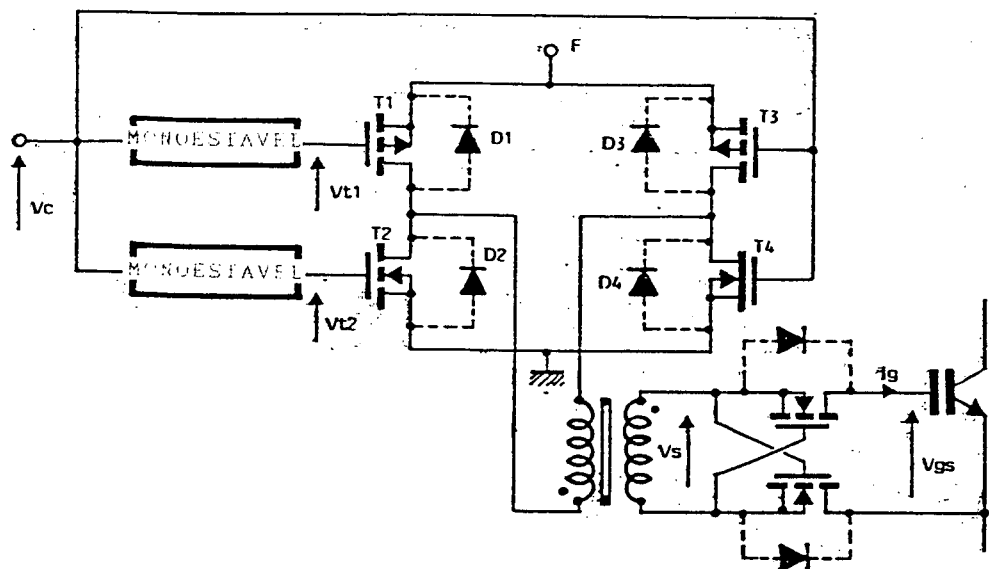 F
T1
T3
MONOESTAVEL
D1
D3
Vt1
Vc
T2
T4
D2
MONOESTAVEL
D4
Vt2
Ig
Vs
Vgs